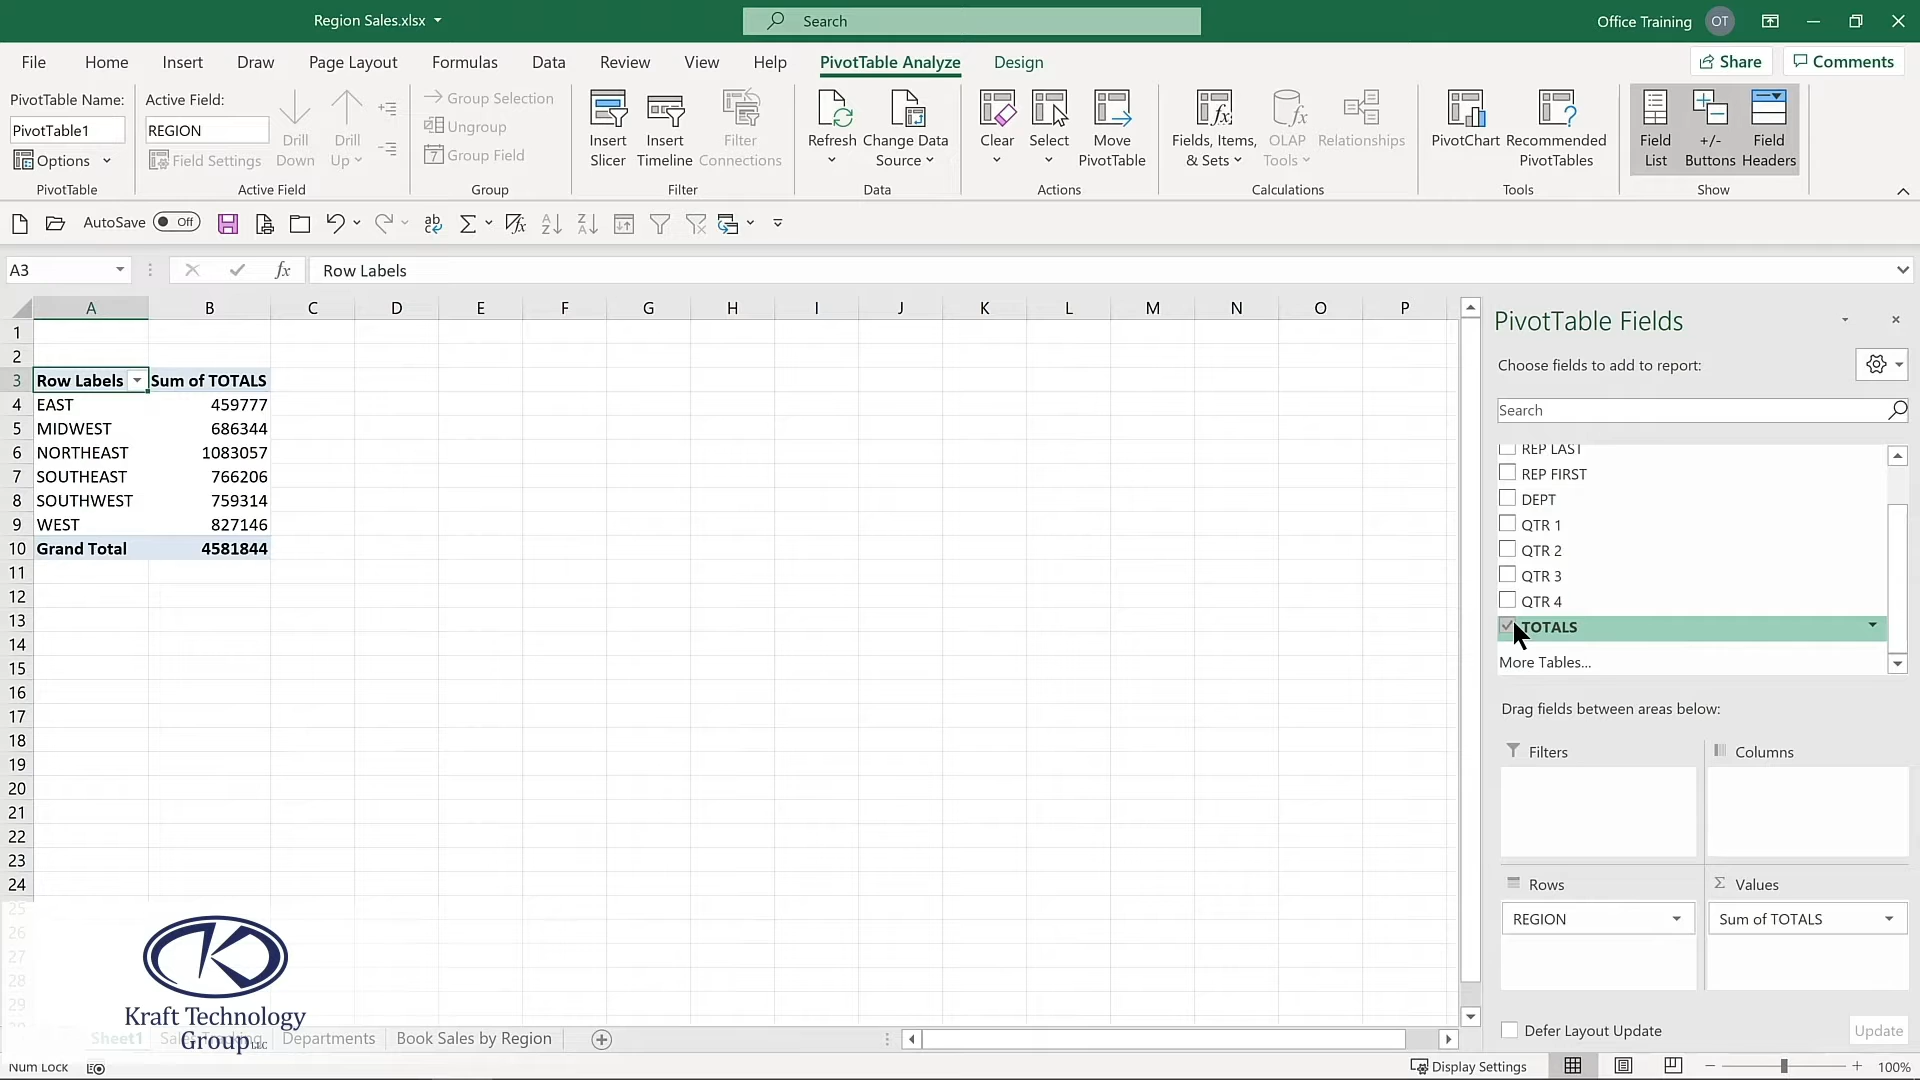 Region Sales.xlsx
Search
Office Training
OT
File
Home
Insert
Draw
Page Layout
Formulas
Data
Review
View
Help
PivotTable Analyze
Design
Share
Comments
PivotTable Name:
PivotTable1
Options
PivotTable
Active Field:
REGION
Field Settings
Drill
Down
Drill
Up
Active Field
Group Selection
Ungroup
Group Field
Group
Insert
Slicer
Insert
Timeline
Filter
Connections
Filter
Refresh
Change Data
Source
Data
Clear
Select
Move
PivotTable
Actions
Fields, Items,
& Sets
OLAP
Tools
Relationships
Calculations
PivotChart
Recommended
PivotTables
Tools
Field
List
+/-
Buttons
Field
Headers
Show
AutoSave Off
A3
fx
Row Labels
A B C D E F G H I J K L M N O P
1
2
3 Row Labels Sum of TOTALS
4 EAST 459777
5 MIDWEST 686344
6 NORTHEAST 1083057
7 SOUTHEAST 766206
8 SOUTHWEST 759314
9 WEST 827146
10 Grand Total 4581844
11
12
13
14
15
16
17
18
19
20
21
22
23
24
25
26
27
28
29
PivotTable Fields
Choose fields to add to report:
Search
REP LAST
REP FIRST
DEPT
QTR 1
QTR 2
QTR 3
QTR 4
TOTALS
More Tables...
Drag fields between areas below:
Filters
Columns
Rows
Values
REGION
Sum of TOTALS
Defer Layout Update
Update
Kraft Technology
Group LLC
Sheet1
Departments
Book Sales by Region
Num Lock
Display Settings
100%